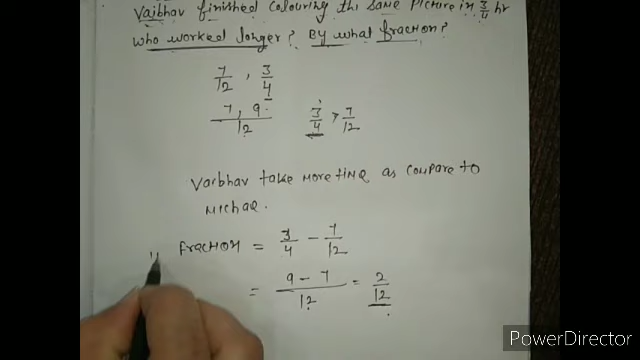 Vaibhav finished colouring the same picture in 3/4 hr
who worked longer? By what fraction?
7/12 , 3/4
7, 9
12
3/4 > 7/12
Vaibhav take more time as compare to
Michae.
fraction = 3/4 - 7/12
= 9 - 7 / 12 = 2/12
PowerDirector